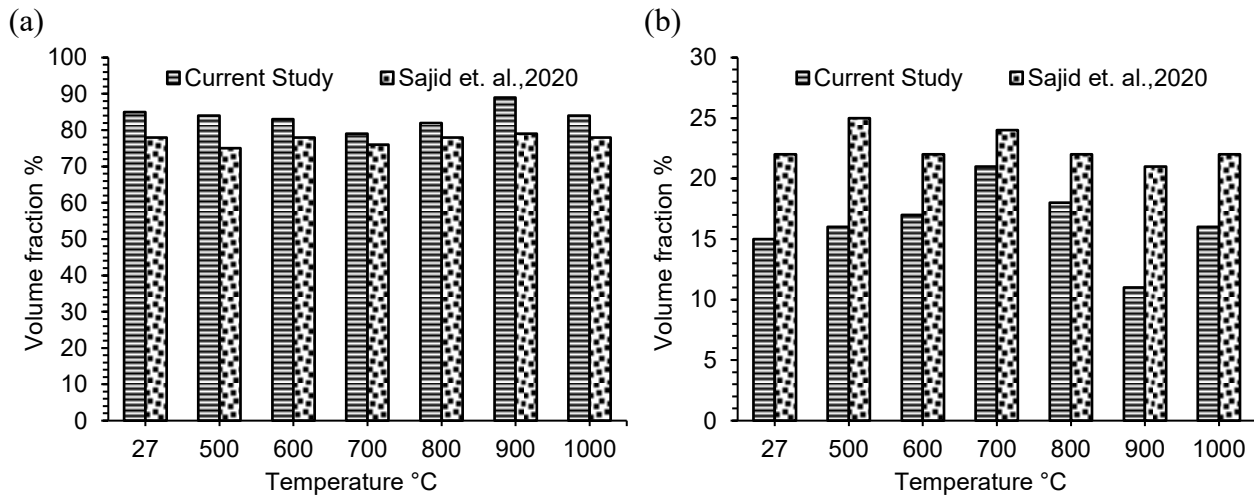 (a)
Volume fraction %
100
90
80
70
60
50
40
30
20
10
0
Current Study
Sajid et. al.,2020
27 500 600 700 800 900 1000
Temperature °C
(b)
Volume fraction %
30
25
20
15
10
5
0
Current Study
Sajid et. al.,2020
27 500 600 700 800 900 1000
Temperature °C